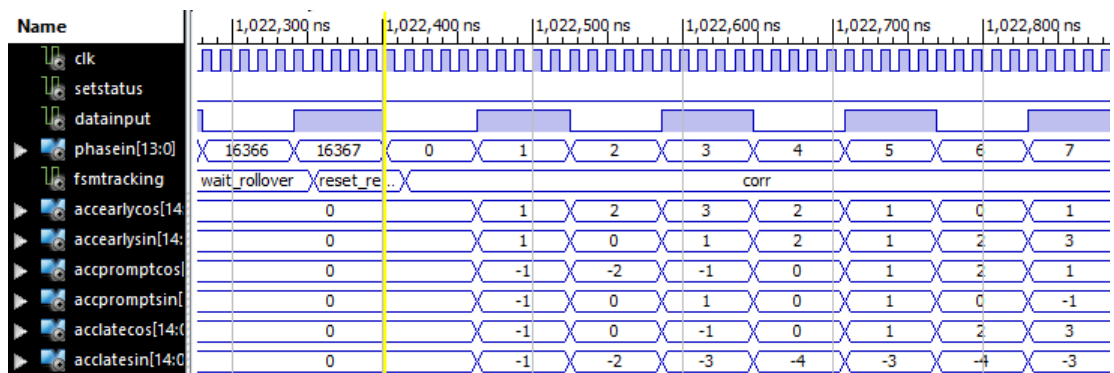 Name 1,022,300 ns 1,022,400 ns 1,022,500 ns 1,022,600 ns 1,022,700 ns 1,022,800 ns
clk
setstatus
datainput
phasein[13:0] 16366 16367 0 1 2 3 4 5 6 7
fsmtracking wait_rollover reset_re... corr
accearlycos[14: 0 1 2 3 2 1 0 1
accearlysin[14: 0 1 0 1 2 1 2 3
accpromptcos[ 0 -1 -2 -1 0 1 2 1
accpromptsin[ 0 -1 0 1 0 1 0 -1
acclatecos[14:0 0 -1 0 -1 0 1 2 3
acclatesin[14:0 0 -1 -2 -3 -4 -3 -4 -3